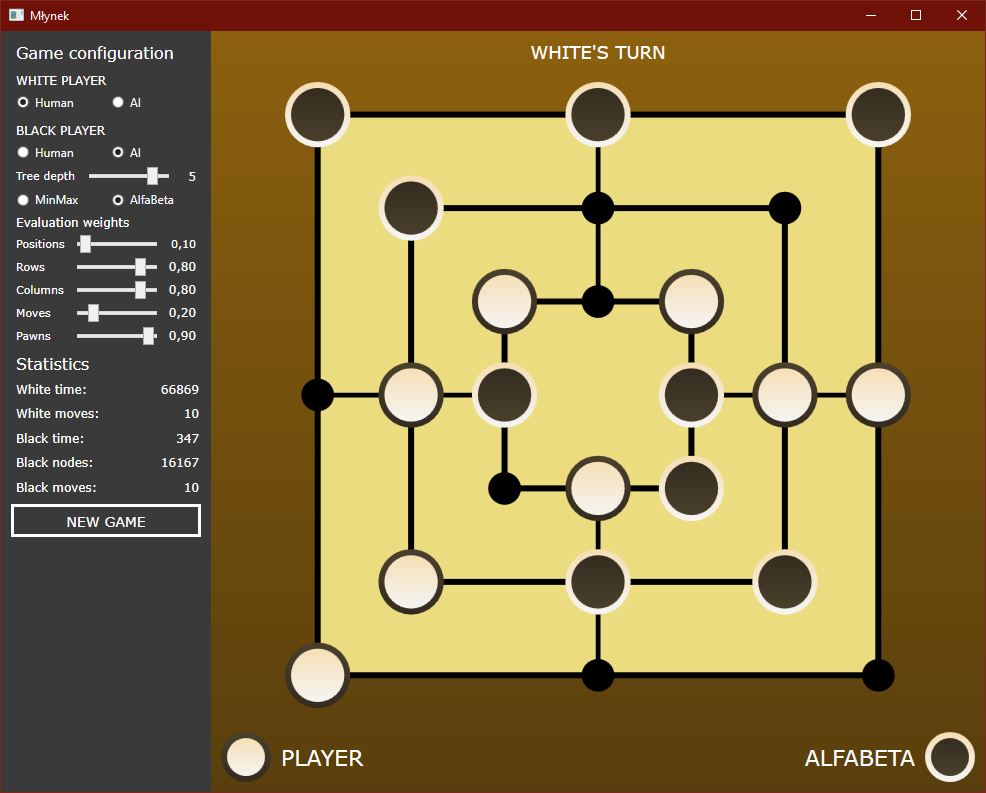 Młynek
Game configuration
WHITE PLAYER
Human AI
BLACK PLAYER
Human AI
Tree depth 5
MinMax AlfaBeta
Evaluation weights
Positions 0,10
Rows 0,80
Columns 0,80
Moves 0,20
Pawns 0,90
Statistics
White time: 66869
White moves: 10
Black time: 347
Black nodes: 16167
Black moves: 10
NEW GAME
WHITE'S TURN
PLAYER
ALFABETA